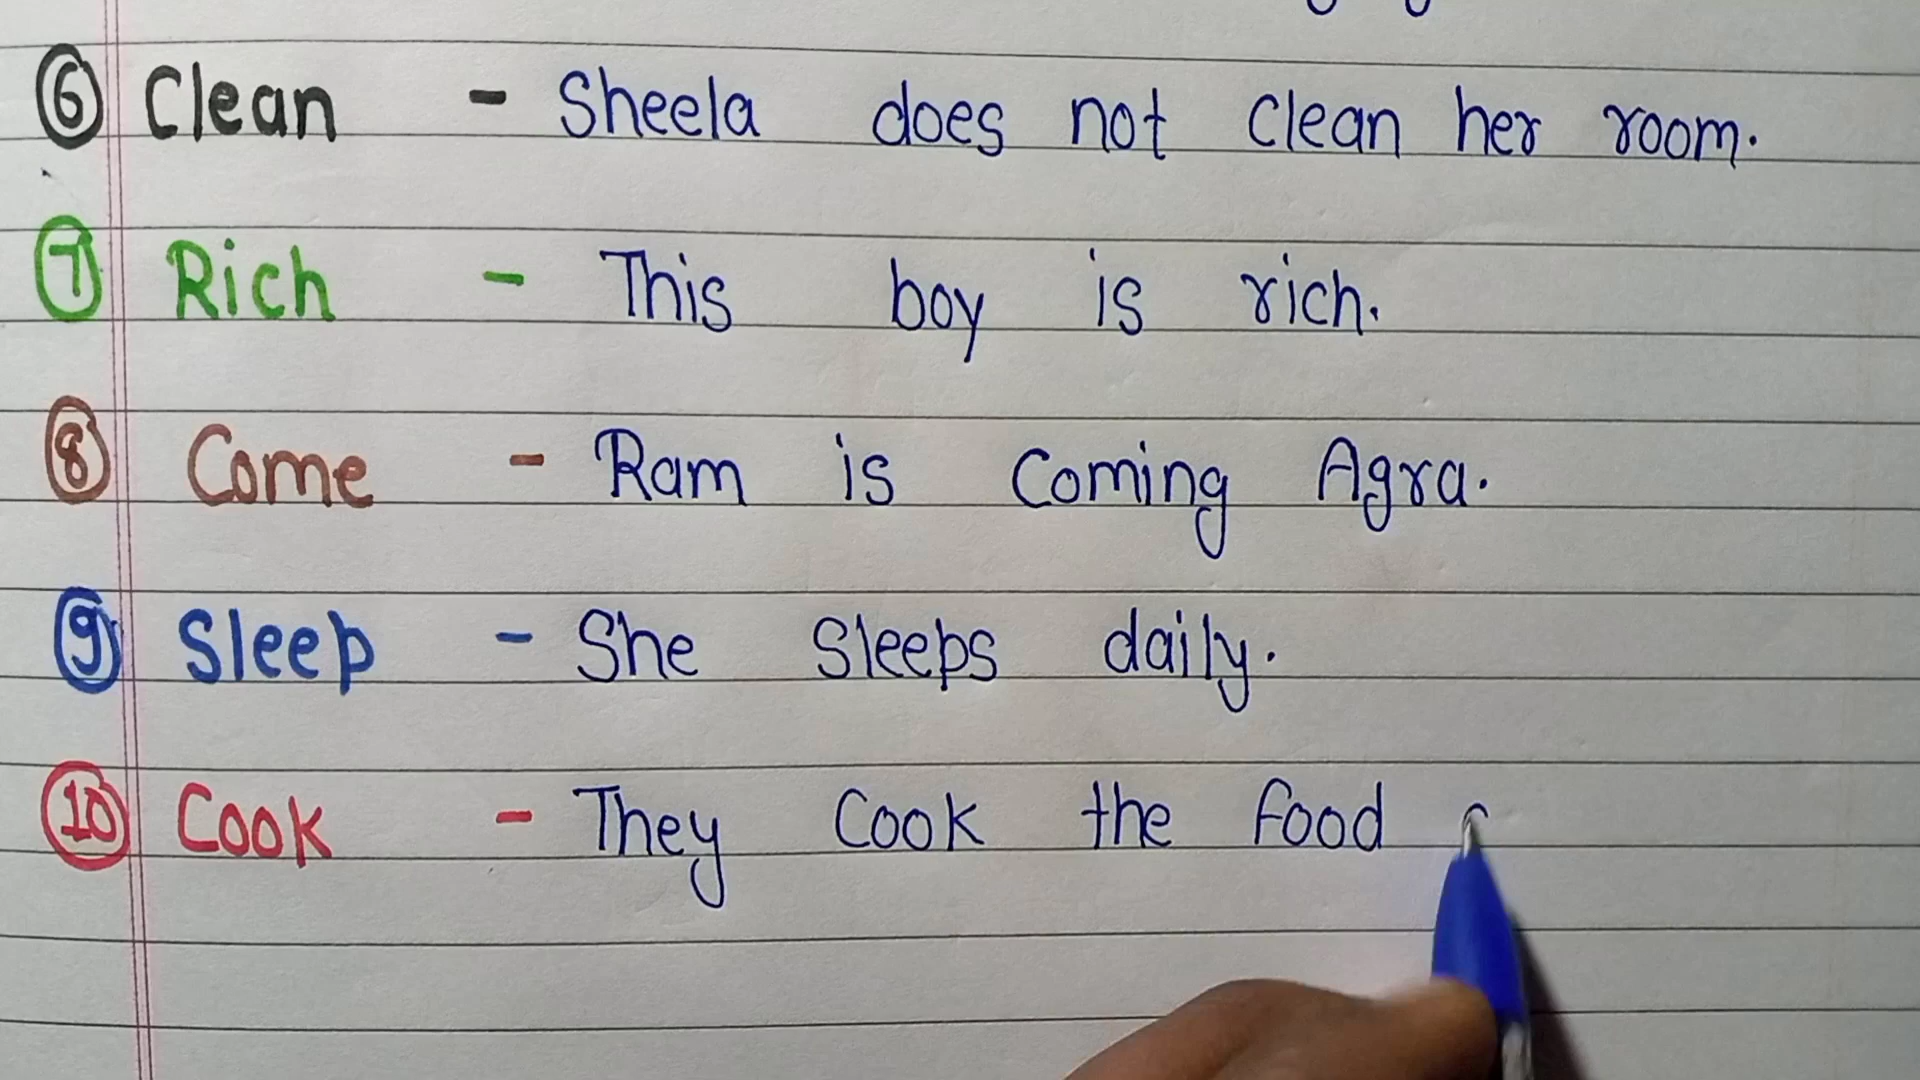 6 Clean - Sheela does not clean her room.
7 Rich - This boy is rich.
8 Come - Ram is coming Agra.
9 Sleep - She sleeps daily.
10 Cook - They cook the food